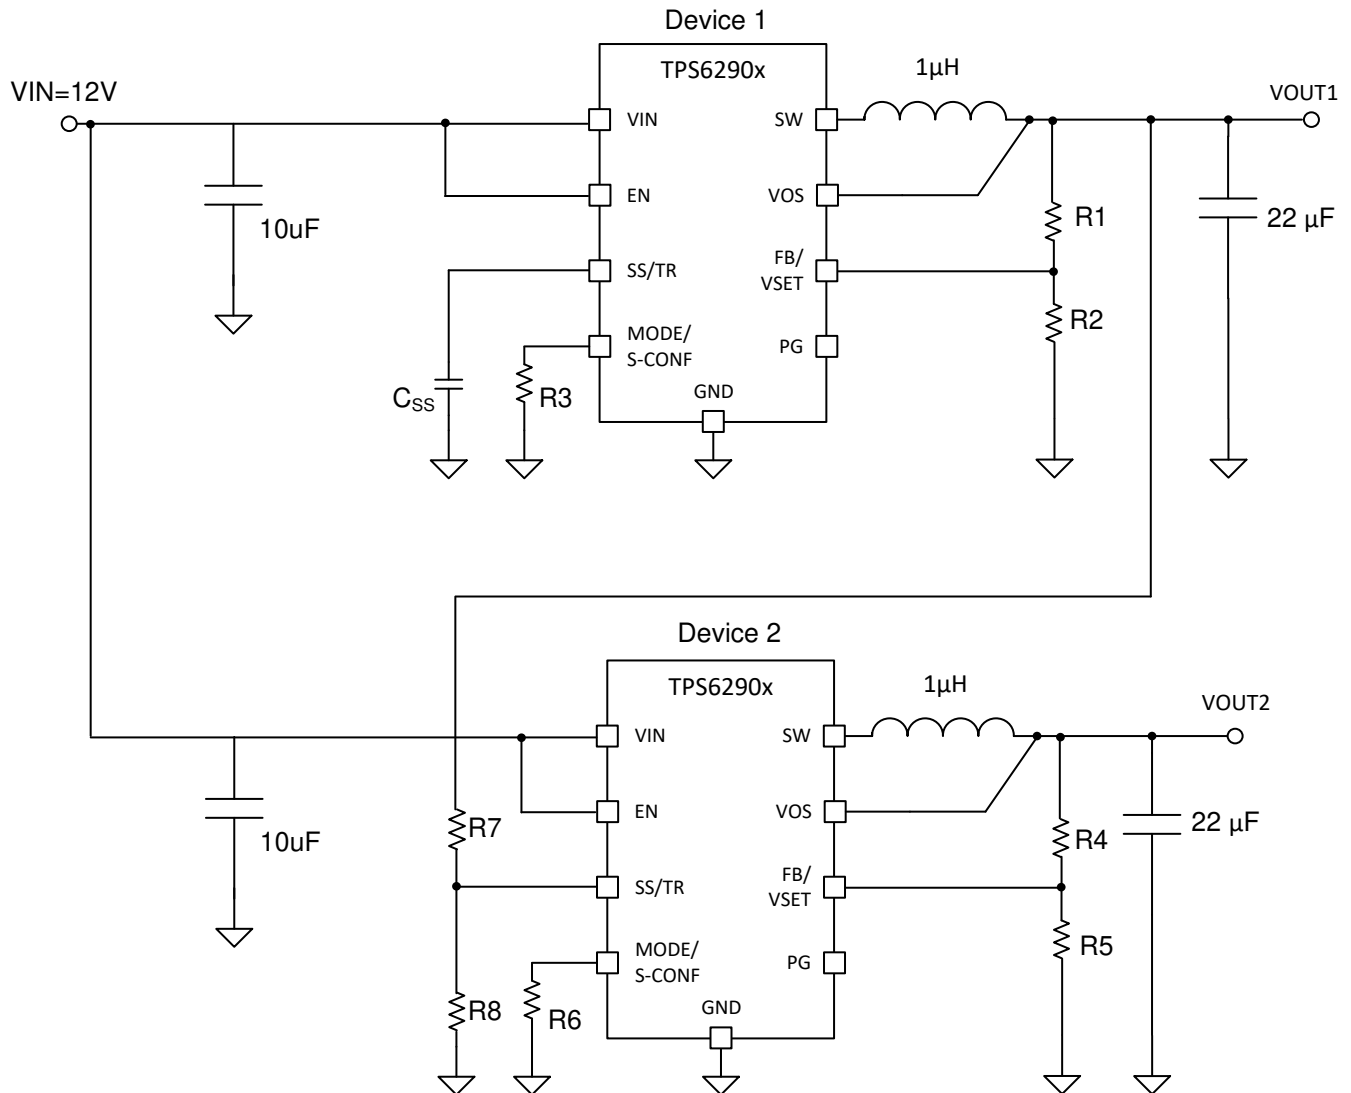 Device 1
TPS6290x
1µH
VIN=12V
VOUT1
VIN
SW
EN
VOS
10uF
R1
22 µF
SS/TR
FB/
VSET
R2
MODE/
S-CONF
PG
CSS
R3
GND
Device 2
TPS6290x
1µH
VOUT2
VIN
SW
EN
VOS
10uF
R7
R4
22 µF
SS/TR
FB/
VSET
R5
MODE/
S-CONF
PG
R8
R6
GND